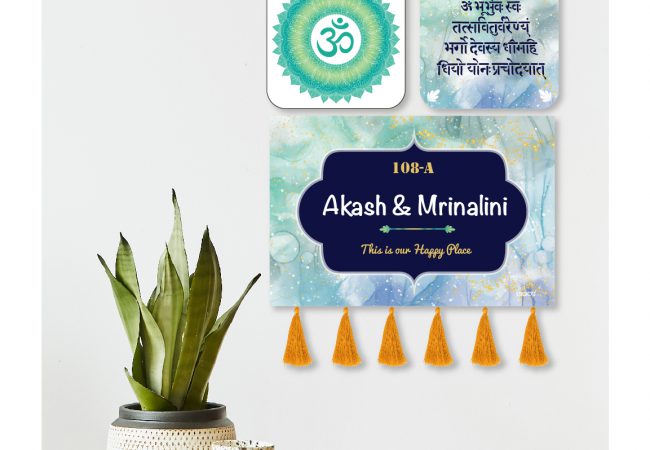 ॐ
ॐ भूर्भुवः स्वः
तत्सवितुर्वरेण्यं
भर्गो देवस्य धीमहि
धियो योनः प्रचोदयात्
108-A
Akash & Mrinalini
This is our Happy Place